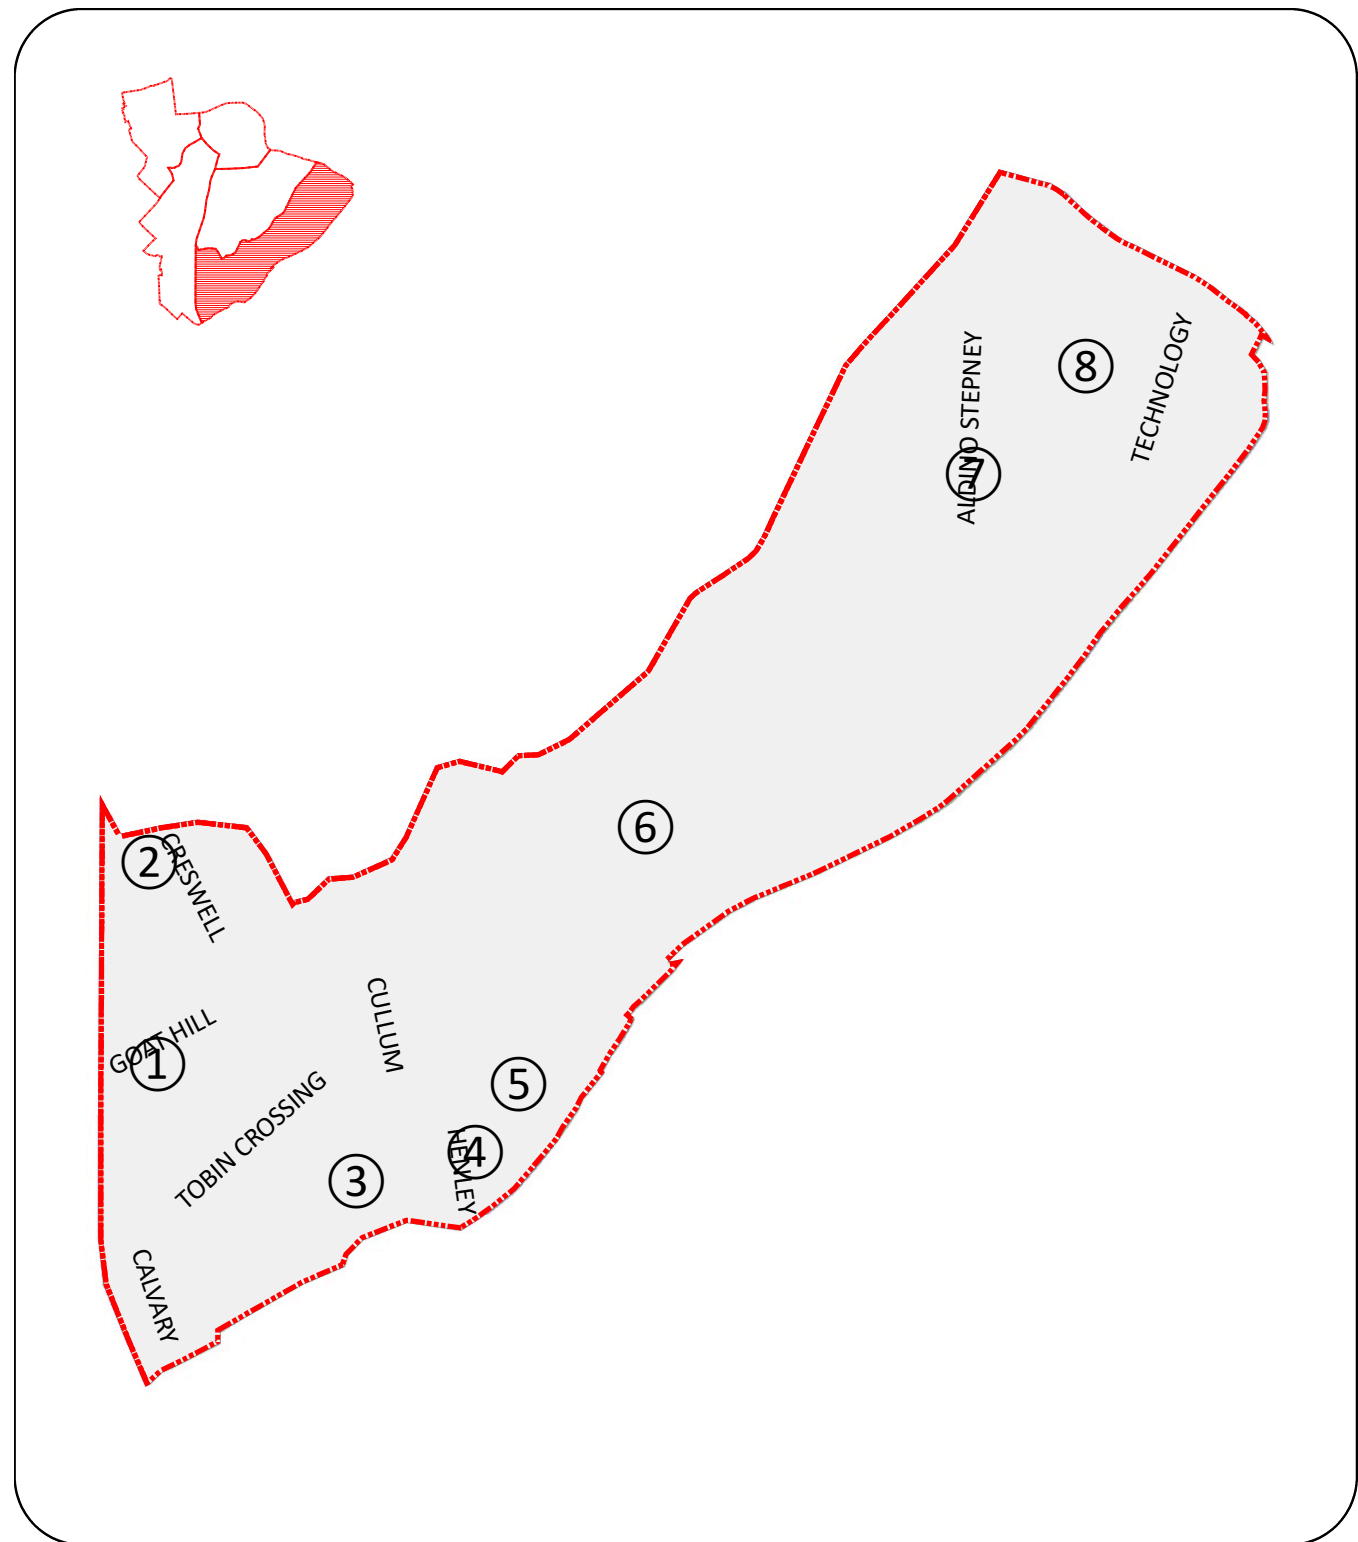 8
TECHNOLOGY
ALDINO STEPNEY
7
6
2
CRESWELL
CULLUM
GOAT HILL
1
5
TOBIN CROSSING
4
HENLEY
3
CALVARY